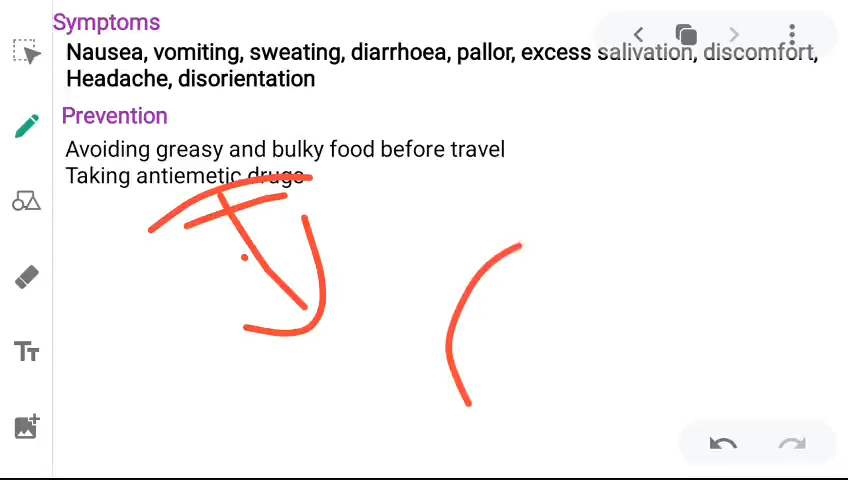 Symptoms
Nausea, vomiting, sweating, diarrhoea, pallor, excess salivation, discomfort,
Headache, disorientation
Prevention
Avoiding greasy and bulky food before travel
Taking antiemetic drugs